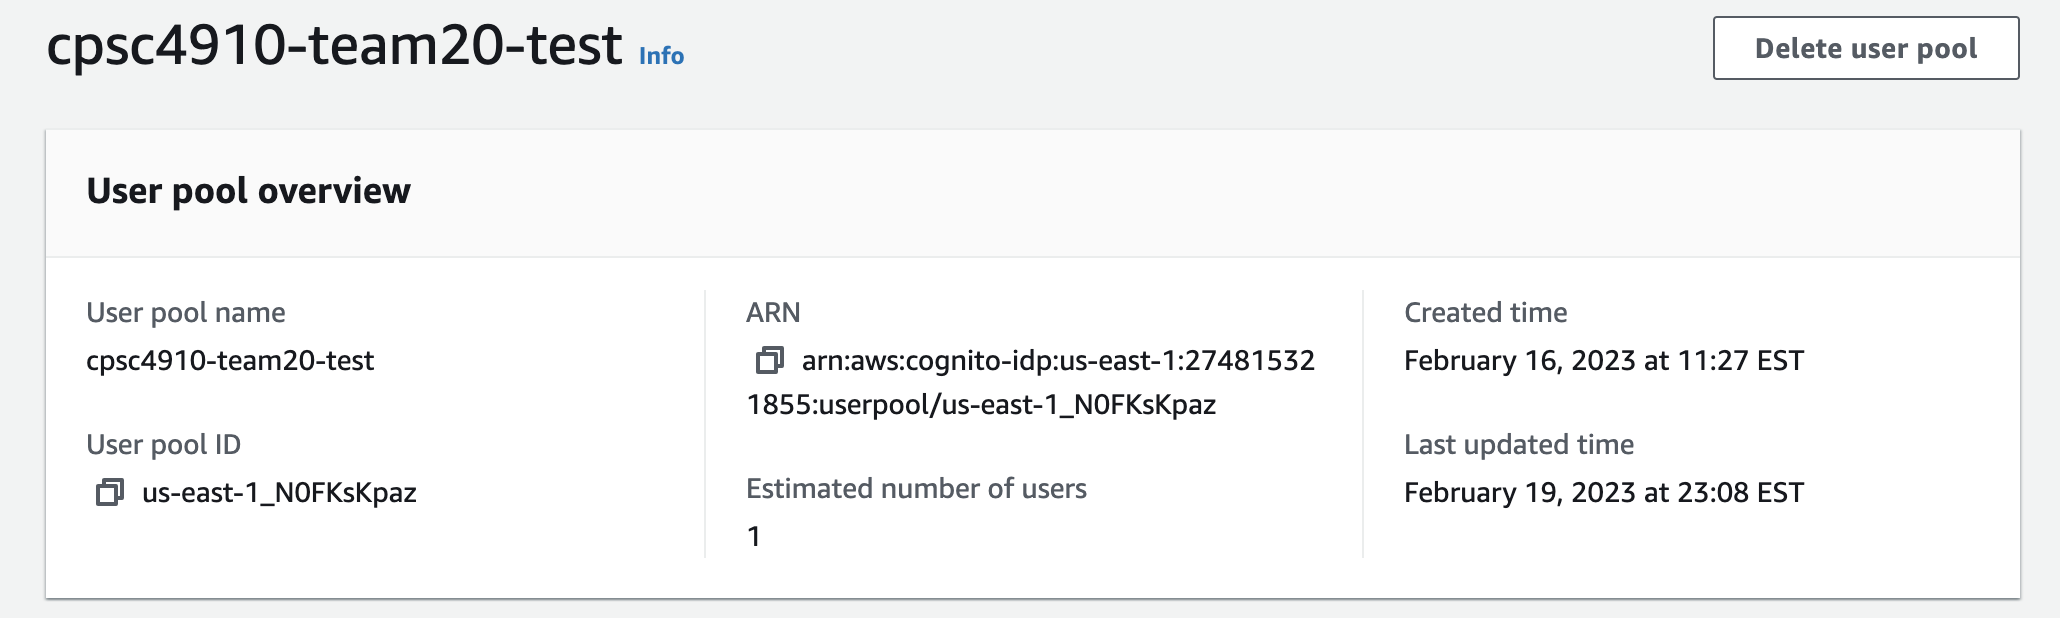 cpsc4910-team20-test Info
Delete user pool
User pool overview
User pool name
cpsc4910-team20-test
User pool ID
us-east-1_N0FKsKpaz
ARN
arn:aws:cognito-idp:us-east-1:27481532
1855:userpool/us-east-1_N0FKsKpaz
Estimated number of users
1
Created time
February 16, 2023 at 11:27 EST
Last updated time
February 19, 2023 at 23:08 EST